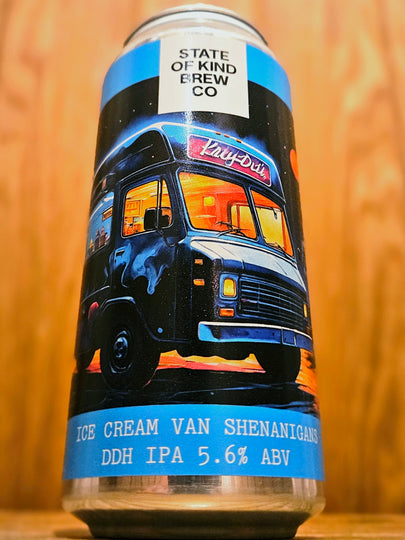 STATE
OF KIND
BREW
CO
ICE CREAM VAN SHENANIGANS
DDH IPA 5.6% ABV